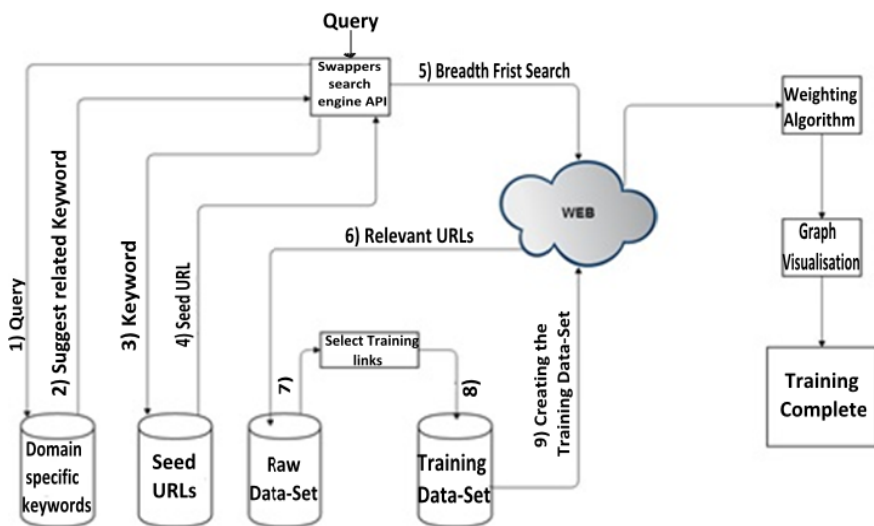 Query
Swappers
search
engine API
5) Breadth Frist Search
Weighting
Algorithm
1) Query
2) Suggest related Keyword
3) Keyword
4) Seed URL
WEB
6) Relevant URLs
Graph
Visualisation
Select Training
links
7)
8)
9) Creating the
Training Data-Set
Training
Complete
Domain
specific
keywords
Seed
URLs
Raw
Data-Set
Training
Data-Set